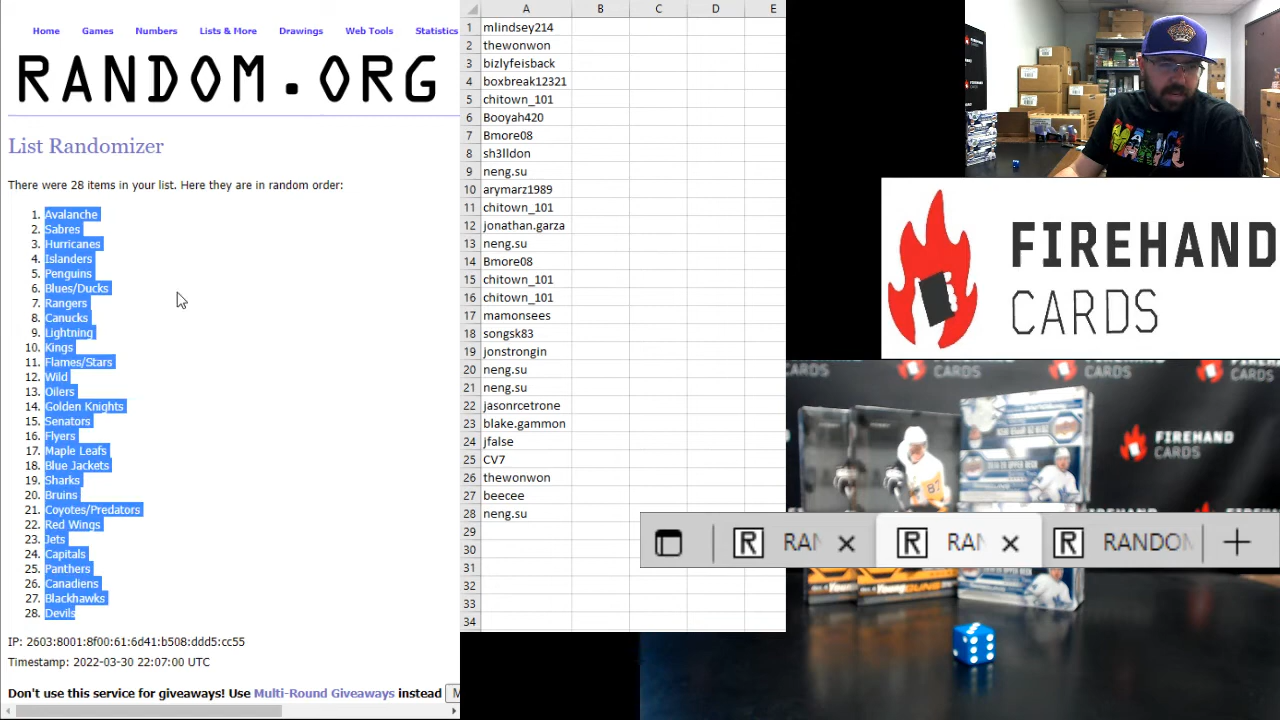 Home Games Numbers Lists & More Drawings Web Tools Statistics
RANDOM.ORG
List Randomizer
There were 28 items in your list. Here they are in random order:
1. Avalanche
2. Sabres
3. Hurricanes
4. Islanders
5. Penguins
6. Blues/Ducks
7. Rangers
8. Canucks
9. Lightning
10. Kings
11. Flames/Stars
12. Wild
13. Oilers
14. Golden Knights
15. Senators
16. Flyers
17. Maple Leafs
18. Blue Jackets
19. Sharks
20. Bruins
21. Coyotes/Predators
22. Red Wings
23. Jets
24. Capitals
25. Panthers
26. Canadiens
27. Blackhawks
28. Devils
IP: 2603:8001:8f00:61:6d41:b508:ddd5:cc55
Timestamp: 2022-03-30 22:07:00 UTC
Don't use this service for giveaways! Use Multi-Round Giveaways instead
A B C D E
1 mlindsey214
2 thewonwon
3 bizlyfeisback
4 boxbreak12321
5 chitown_101
6 Booyah420
7 Bmore08
8 sh3lldon
9 neng.su
10 arymarz1989
11 chitown_101
12 jonathan.garza
13 neng.su
14 Bmore08
15 chitown_101
16 chitown_101
17 mamonsees
18 songsk83
19 jonstrongin
20 neng.su
21 neng.su
22 jasonrcetrone
23 blake.gammon
24 jfalse
25 CV7
26 thewonwon
27 beecee
28 neng.su
29
30
31
32
33
34
FIREHAND
CARDS
CARDS
FIREHAND
CARDS
R RAN
R RAN
R RANDOM